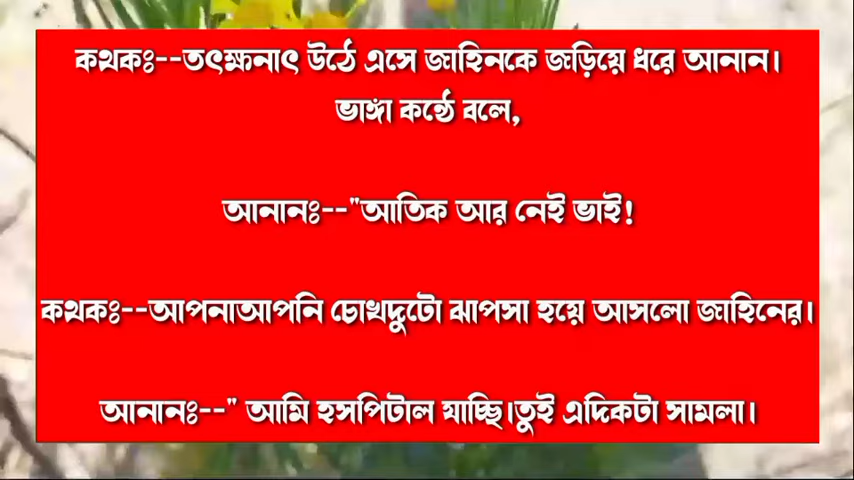 কথকঃ--তৎক্ষনাৎ উঠে এসে জাহিনকে জড়িয়ে ধরে আনান।
ভাঙ্গা কন্ঠে বলে,
আনানঃ--"আতিক আর নেই ভাই!
কথকঃ--আপনাআপনি চোখদুটো ঝাপসা হয়ে আসলো জাহিনের।
আনানঃ--" আমি হসপিটাল যাচ্ছি।তুই এদিকটা সামলা।